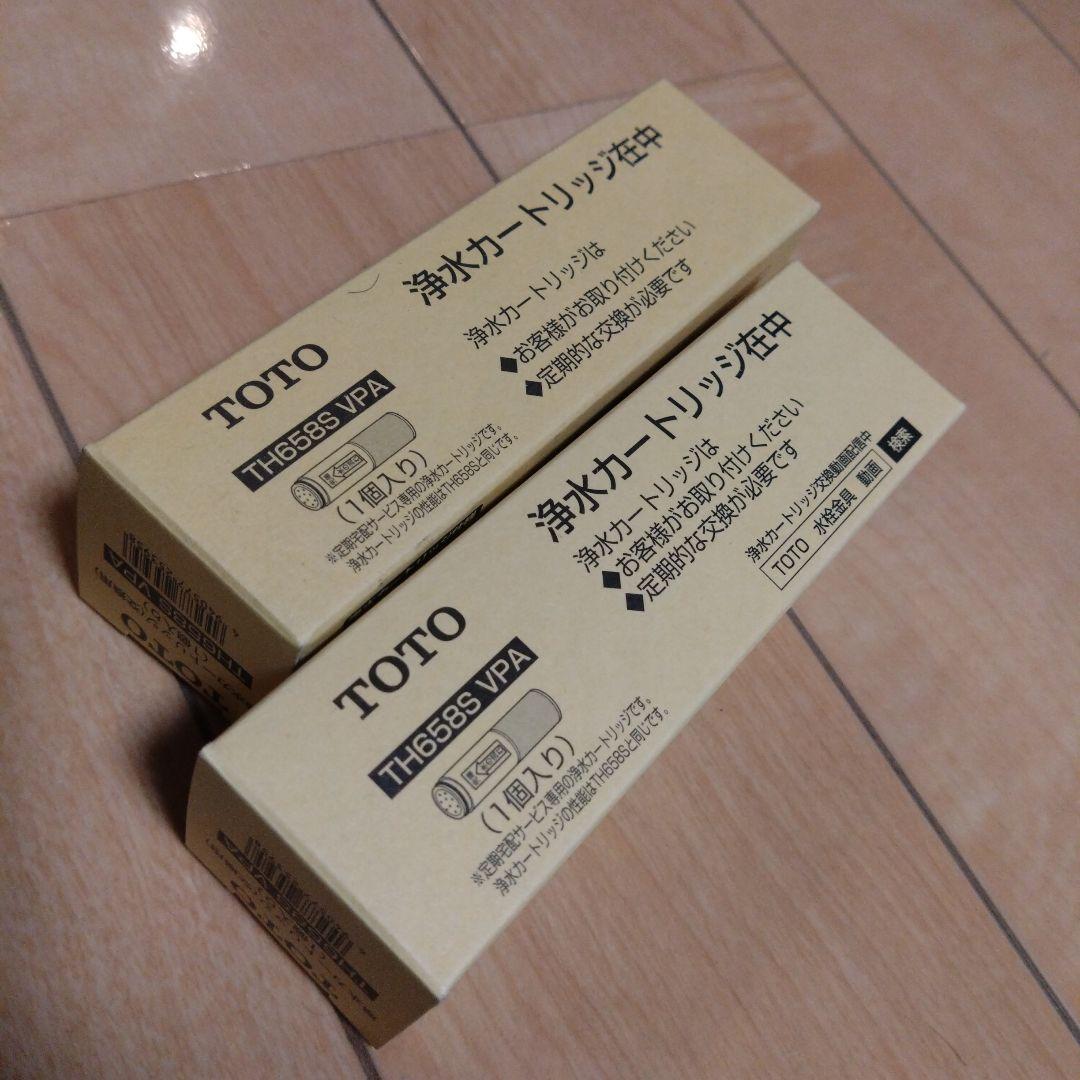 TOTO
TH658S VPA
(1個入り)
※定期宅配サービス専用の浄水カートリッジです。
浄水カートリッジの性能はTH658Sと同じです。
浄水カートリッジ在中
浄水カートリッジは
◆お客様がお取り付けください
◆定期的な交換が必要です
TH658S VPA
TOTO
TOTO
TH658S VPA
(1個入り)
※定期宅配サービス専用の浄水カートリッジです。
浄水カートリッジの性能はTH658Sと同じです。
浄水カートリッジ在中
浄水カートリッジは
◆お客様がお取り付けください
◆定期的な交換が必要です
浄水カートリッジ交換動画配信中
TOTO 水栓金具 動画 検索